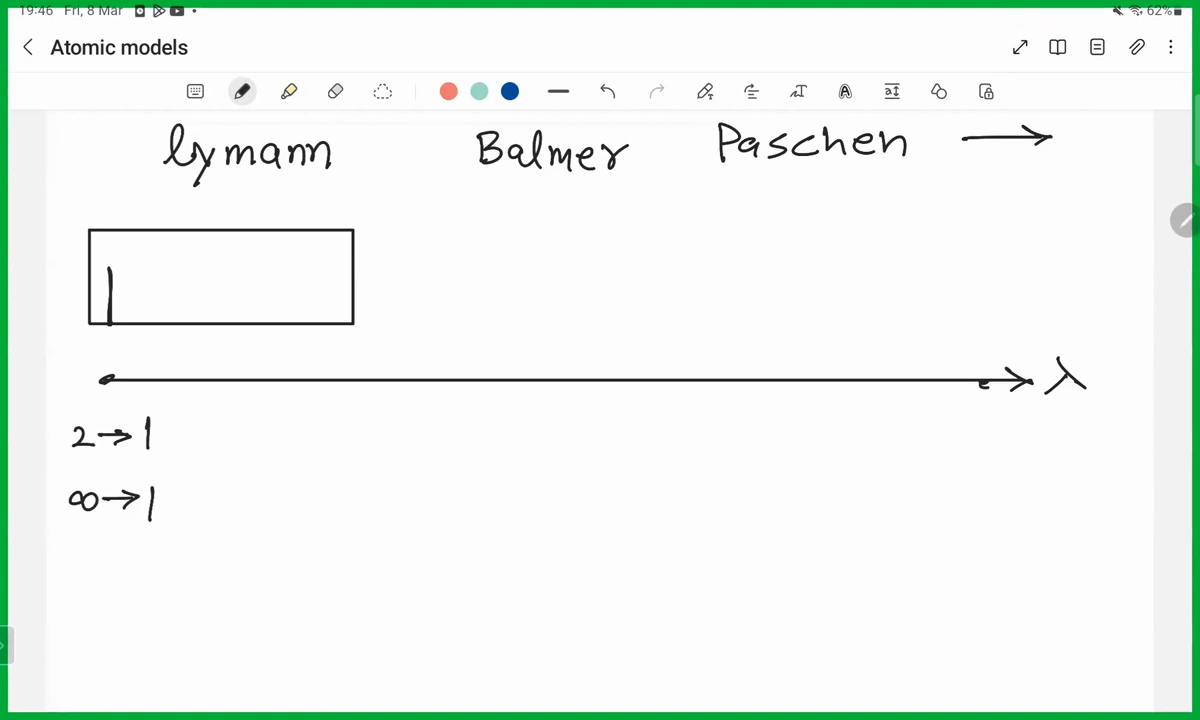 19:46 Fri, 8 Mar 62%
Atomic models
lymann Balmer Paschen →
λ
2→1
∞→1